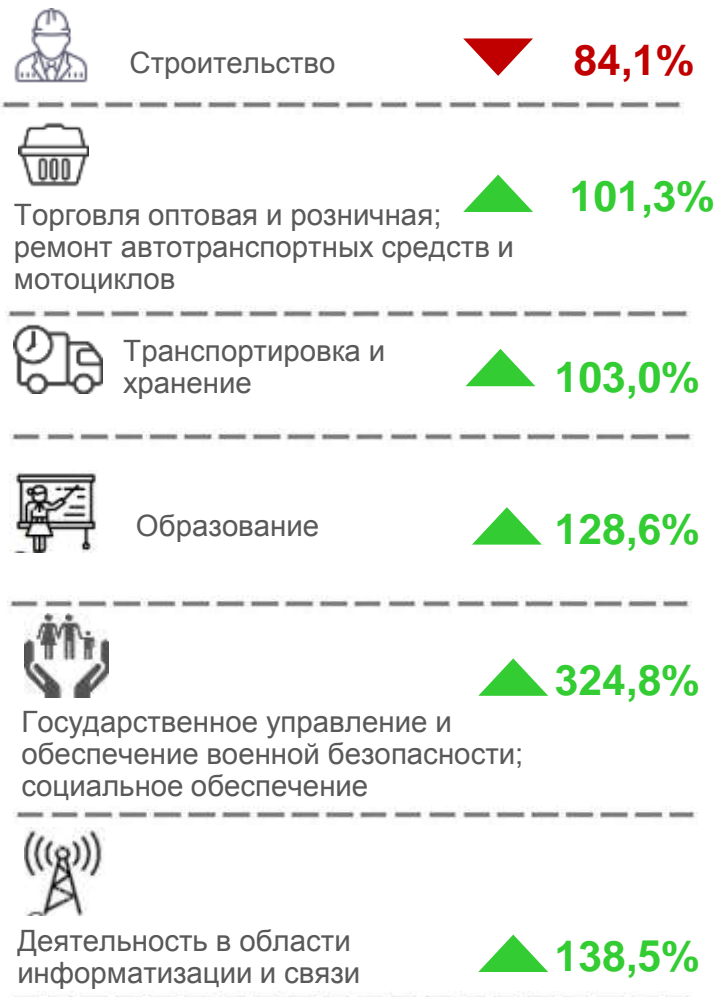 Строительство
84,1%
101,3%
Торговля оптовая и розничная;
ремонт автотранспортных средств и
мотоциклов
Транспортировка и
хранение
103,0%
Образование
128,6%
324,8%
Государственное управление и
обеспечение военной безопасности;
социальное обеспечение
Деятельность в области
информатизации и связи
138,5%